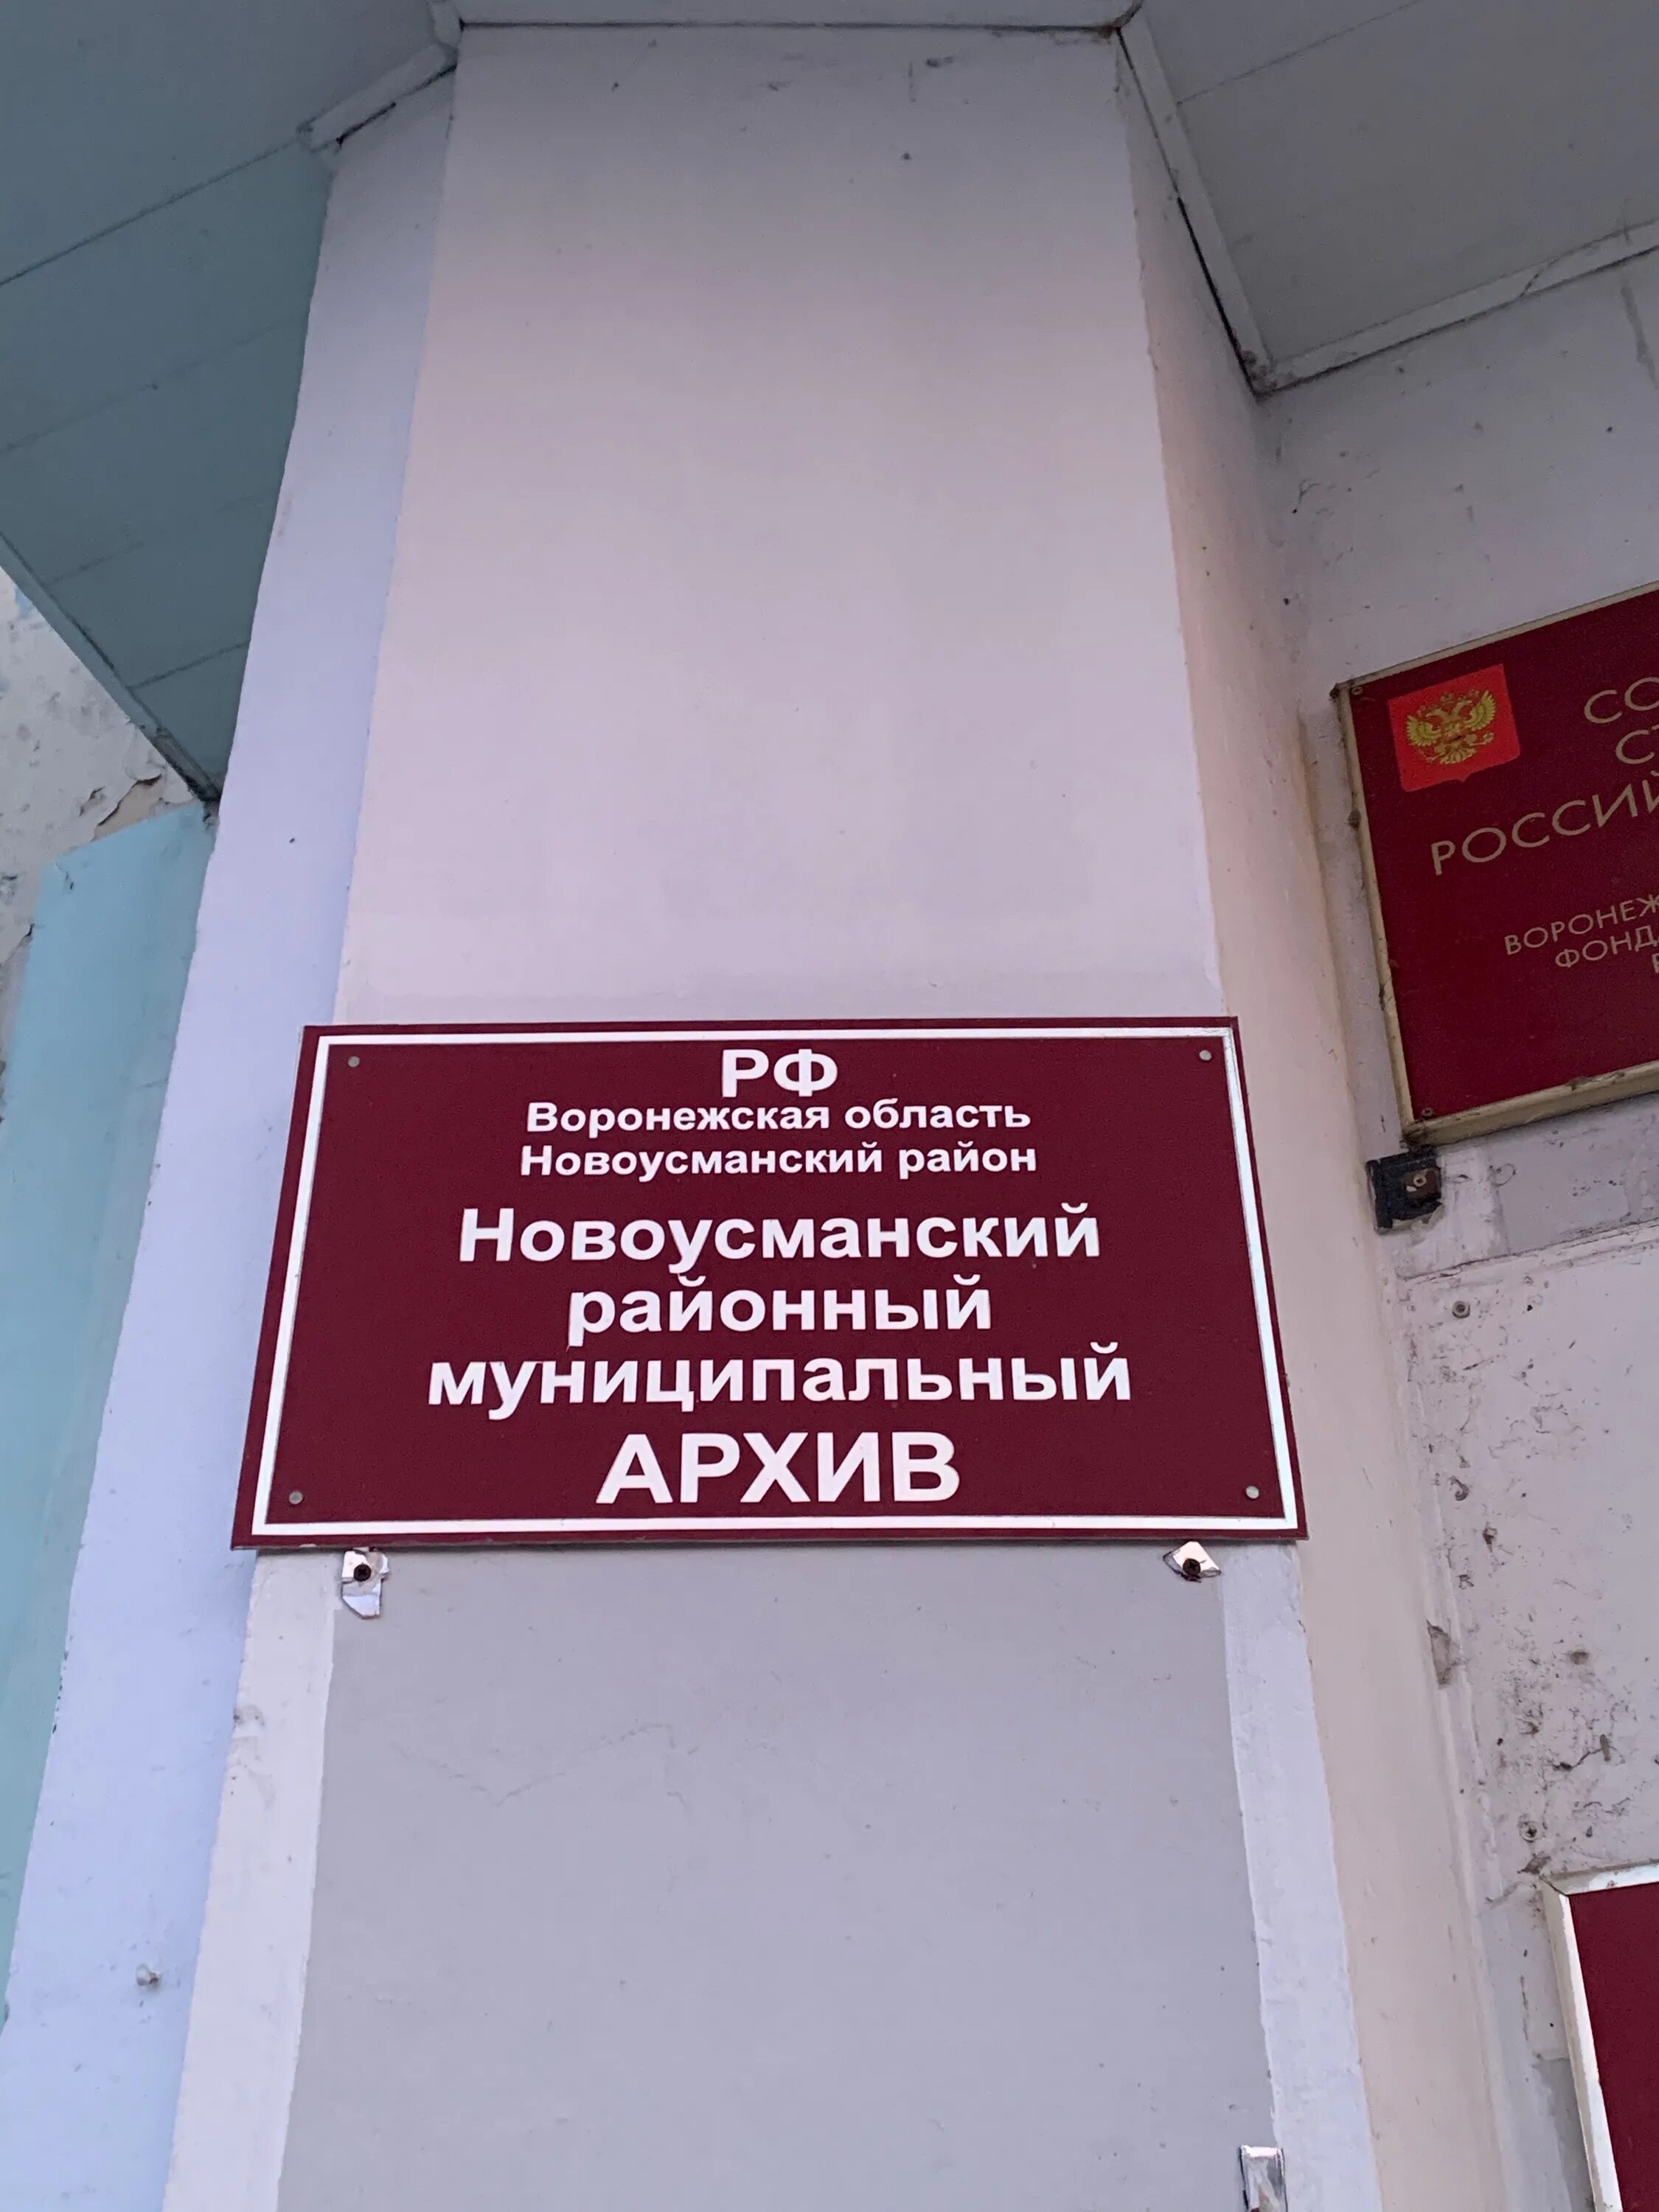 РФ
Воронежская область
Новоусманский район
Новоусманский
районный
муниципальный
АРХИВ